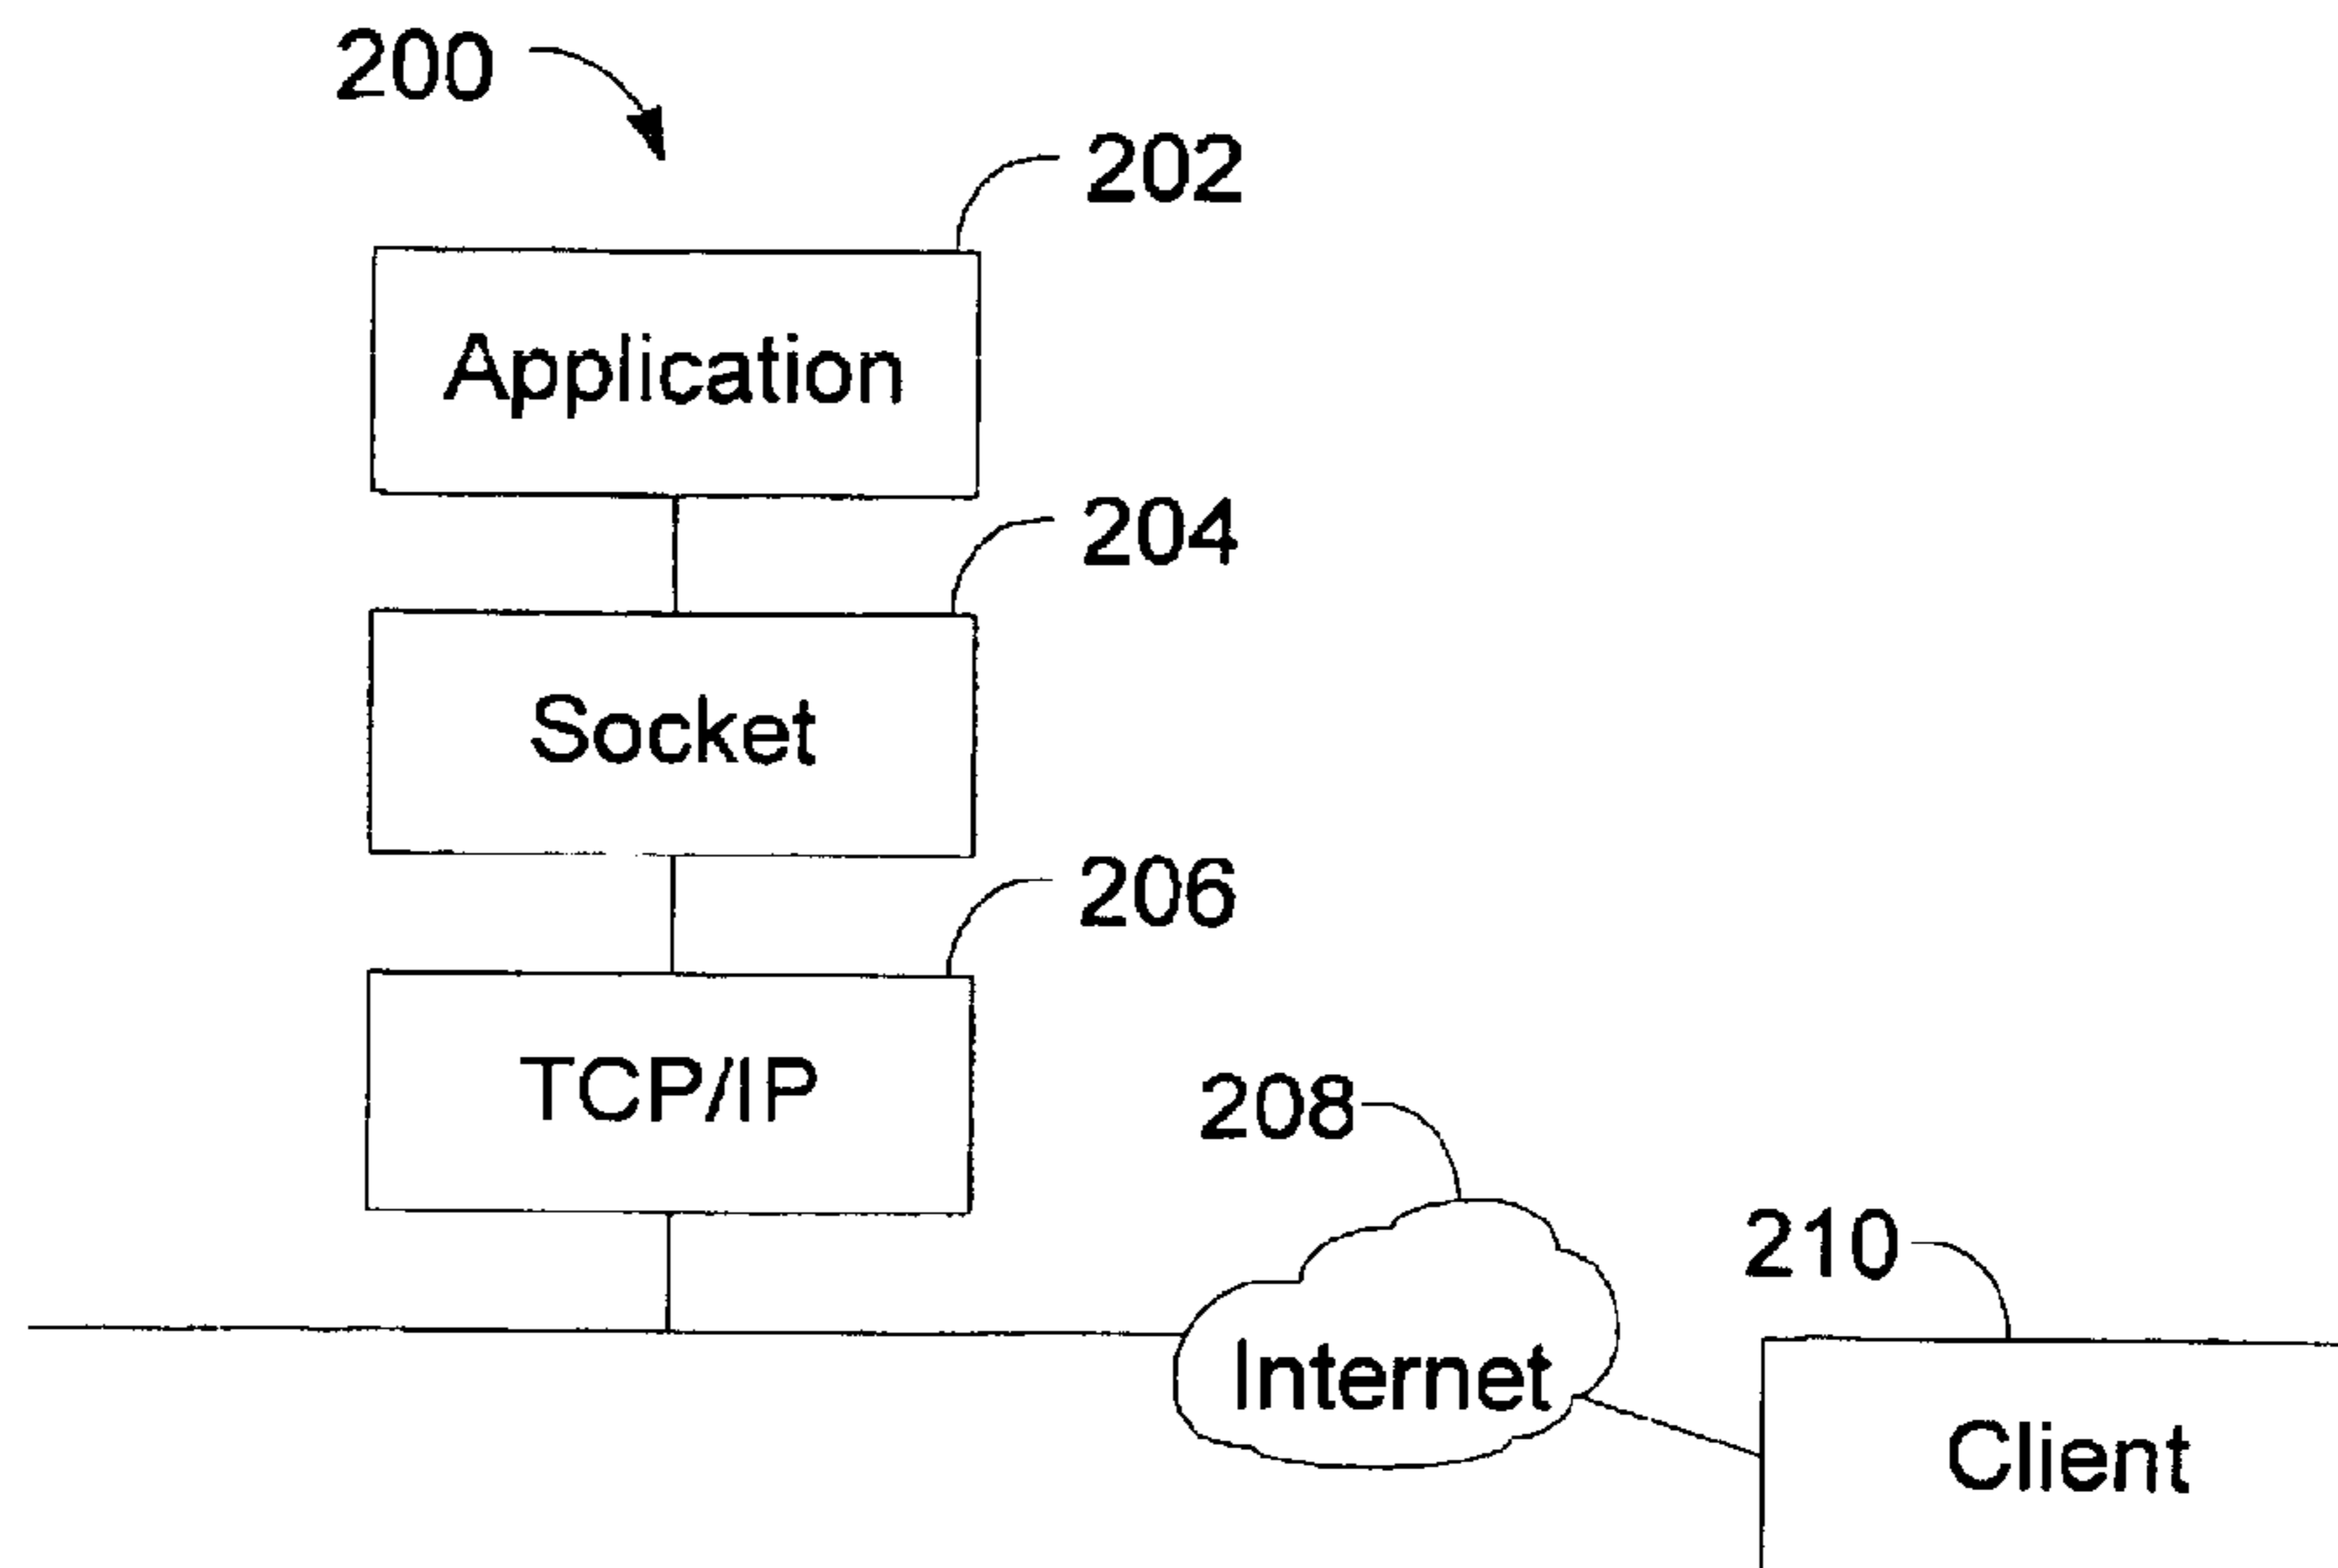 200
202
Application
204
Socket
206
TCP/IP
208
210
Internet
Client